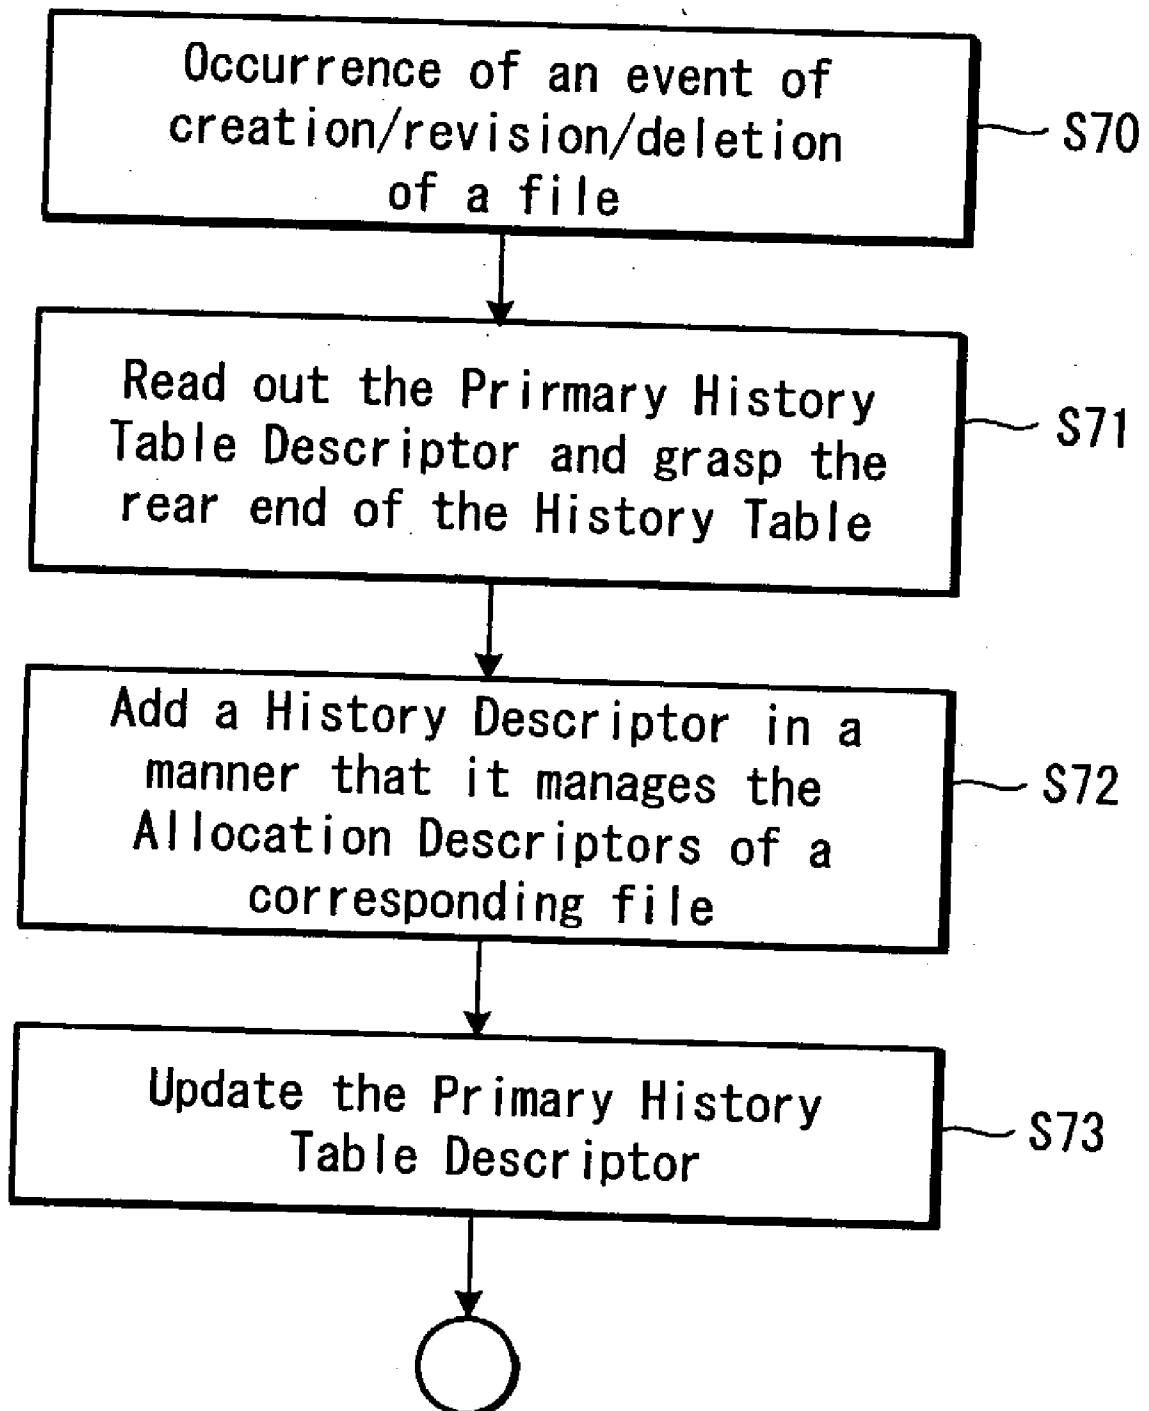 Occurrence of an event of
creation/revision/deletion
of a file
S70
Read out the Prirmary History
Table Descriptor and grasp the
rear end of the History Table
S71
Add a History Descriptor in a
manner that it manages the
Allocation Descriptors of a
corresponding file
S72
Update the Primary History
Table Descriptor
S73